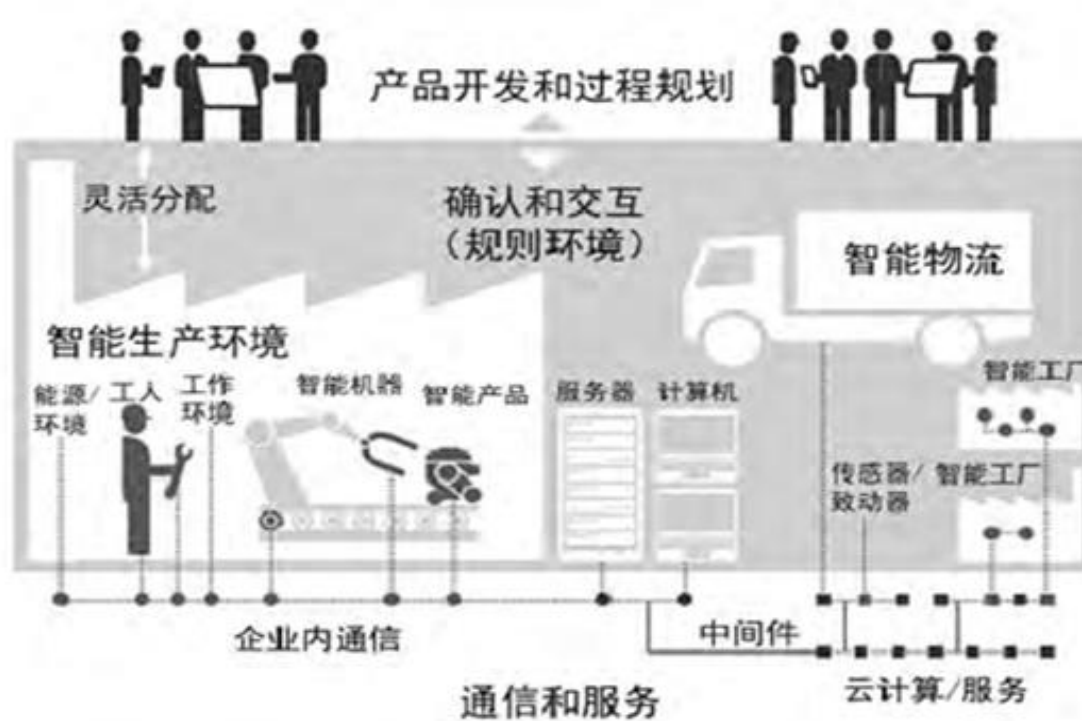 产品开发和过程规划
灵活分配
确认和交互
（规则环境）
智能物流
智能生产环境
能源/
环境
工人
工作
环境
智能机器
智能产品
服务器
计算机
智能工厂
传感器/
致动器
智能工厂
企业内通信
中间件
云计算/服务
通信和服务